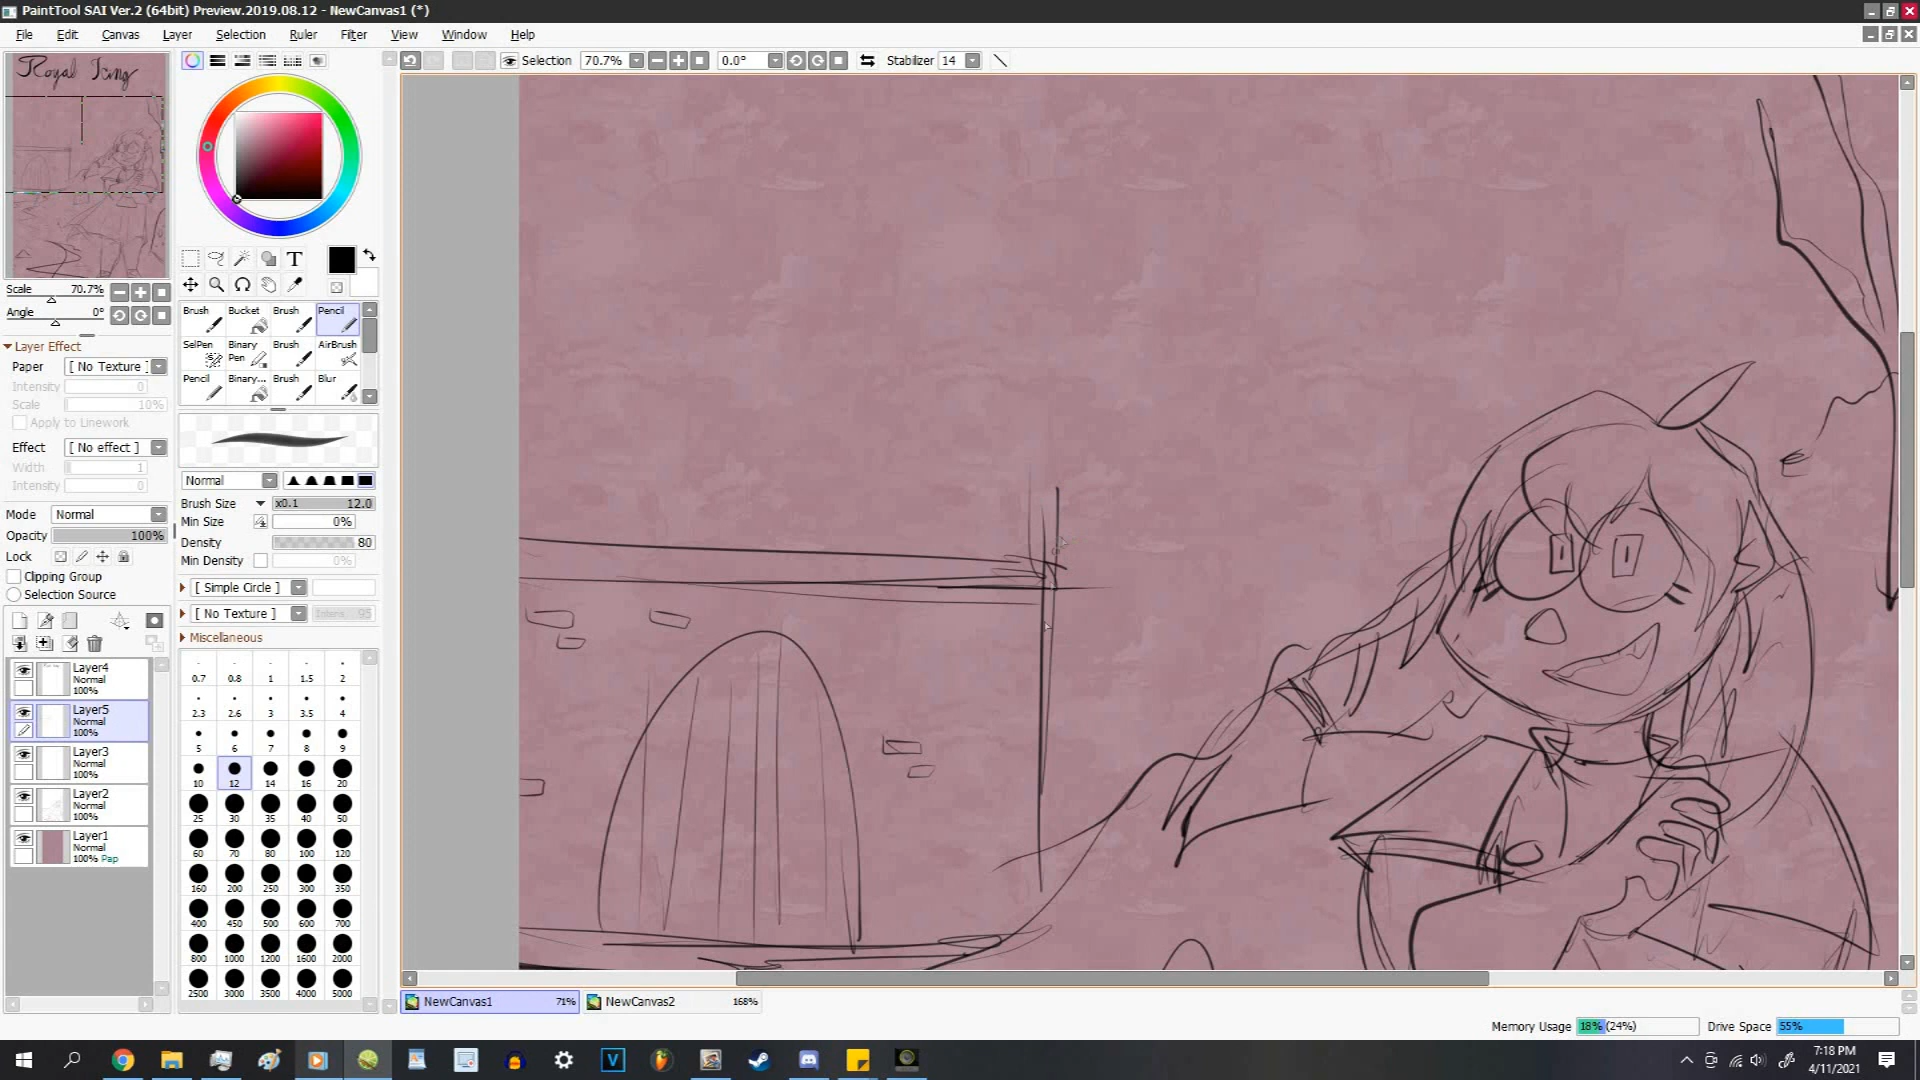 PaintTool SAI Ver.2 (64bit) Preview.2019.08.12 - NewCanvas1 (*)
File Edit Canvas Layer Selection Ruler Filter View Window Help
Selection 70.7% 0.0° Stabilizer 14
Royal King
Scale 70.7%
Angle 0°
Layer Effect
Paper [ No Texture ]
Intensity 0
Scale 10%
Apply to Linework
Effect [ No effect ]
Width 1
Intensity 0
Mode Normal
Opacity 100%
Lock
Clipping Group
Selection Source
Layer4
Normal
100%
Layer5
Normal
100%
Layer3
Normal
100%
Layer2
Normal
100%
Layer1
Normal
100% Pap
T
Brush Bucket Brush Pencil
SelPen Binary Pen Brush AirBrush
Pencil Binary... Brush Blur
Normal
Brush Size x0.1 12.0
Min Size 0%
Density 80
Min Density 0%
[ Simple Circle ]
[ No Texture ] Intens. 95
Miscellaneous
0.7 0.8 1 1.5 2
2.3 2.6 3 3.5 4
5 6 7 8 9
10 12 14 16 20
25 30 35 40 50
60 70 80 100 120
160 200 250 300 350
400 450 500 600 700
800 1000 1200 1600 2000
2500 3000 3500 4000 5000
NewCanvas1 71% NewCanvas2 168%
Memory Usage 18% (24%) Drive Space 55%
V
7:18 PM
4/11/2021